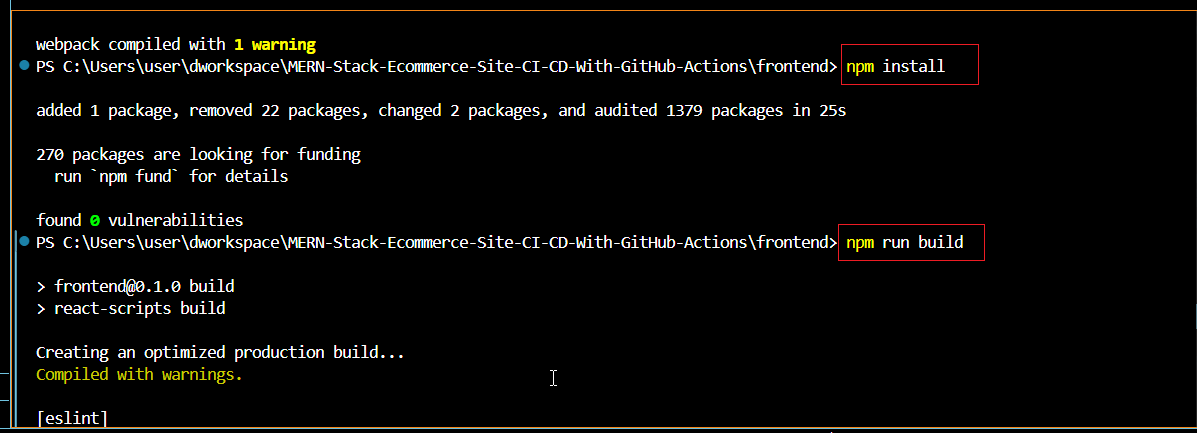 webpack compiled with 1 warning
PS C:\Users\user\dworkspace\MERN-Stack-Ecommerce-Site-CI-CD-With-GitHub-Actions\frontend> npm install
added 1 package, removed 22 packages, changed 2 packages, and audited 1379 packages in 25s
270 packages are looking for funding
  run `npm fund` for details
found 0 vulnerabilities
PS C:\Users\user\dworkspace\MERN-Stack-Ecommerce-Site-CI-CD-With-GitHub-Actions\frontend> npm run build
> frontend@0.1.0 build
> react-scripts build
Creating an optimized production build...
Compiled with warnings.
[eslint]